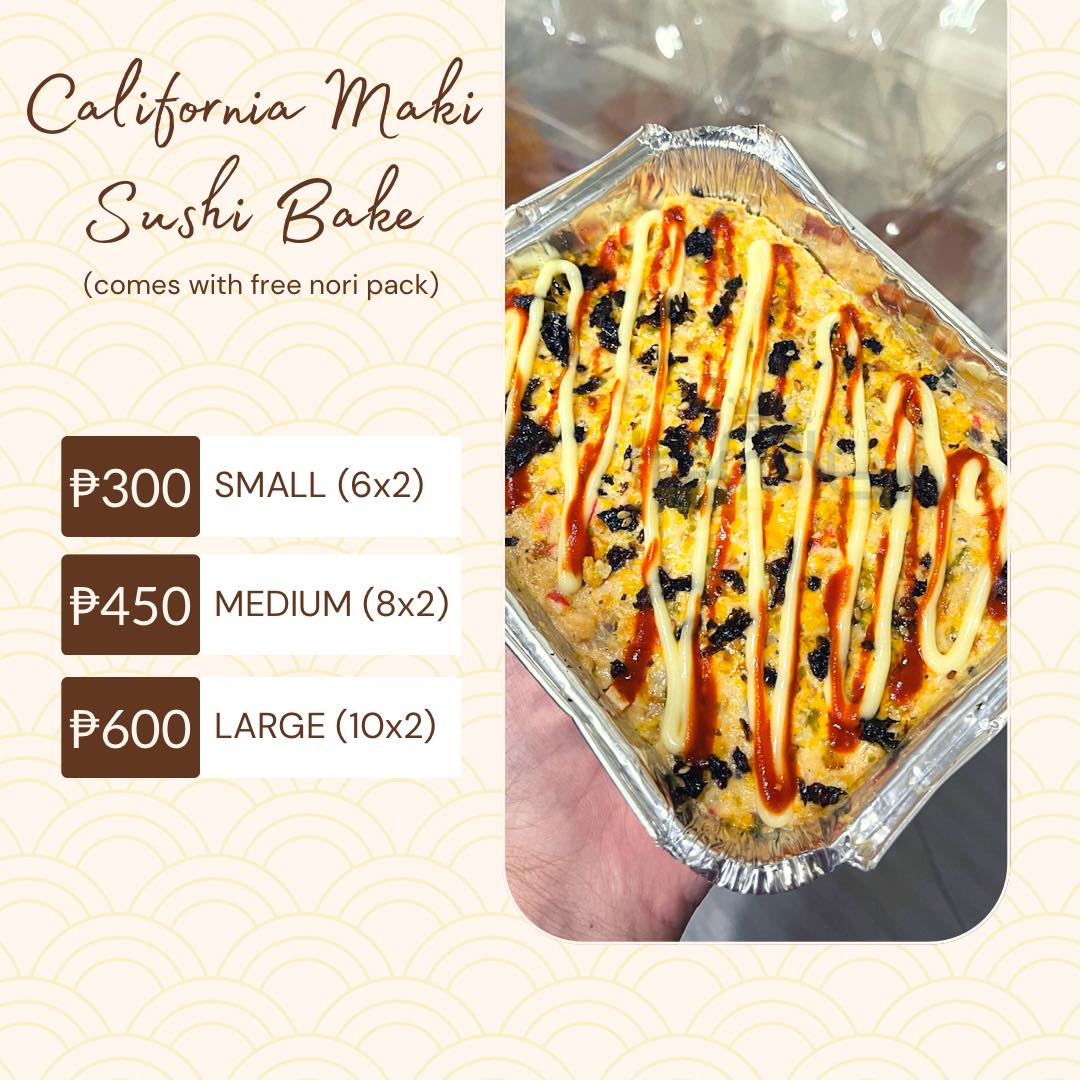 California Maki
Sushi Bake
(comes with free nori pack)
₱300 SMALL (6x2)
₱450 MEDIUM (8x2)
₱600 LARGE (10x2)